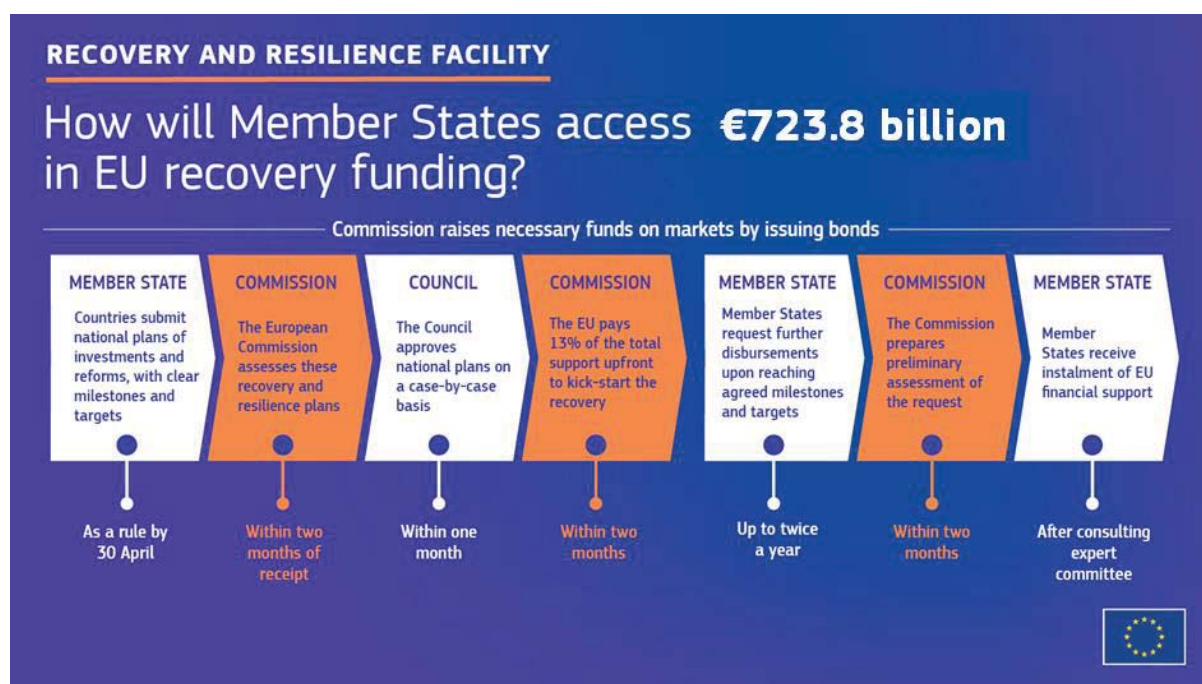 RECOVERY AND RESILIENCE FACILITY
How will Member States access €723.8 billion
in EU recovery funding?
Commission raises necessary funds on markets by issuing bonds
MEMBER STATE
Countries submit
national plans of
investments and
reforms, with clear
milestones and
targets
As a rule by
30 April
COMMISSION
The European
Commission
assesses these
recovery and
resilience plans
Within two
months of
receipt
COUNCIL
The Council
approves
national plans on
a case-by-case
basis
Within one
month
COMMISSION
The EU pays
13% of the total
support upfront
to kick-start the
recovery
Within two
months
MEMBER STATE
Member States
request further
disbursements
upon reaching
agreed milestones
and targets
Up to twice
a year
COMMISSION
The Commission
prepares
preliminary
assessment of
the request
Within two
months
MEMBER STATE
Member
States receive
instalment of EU
financial support
After consulting
expert
committee